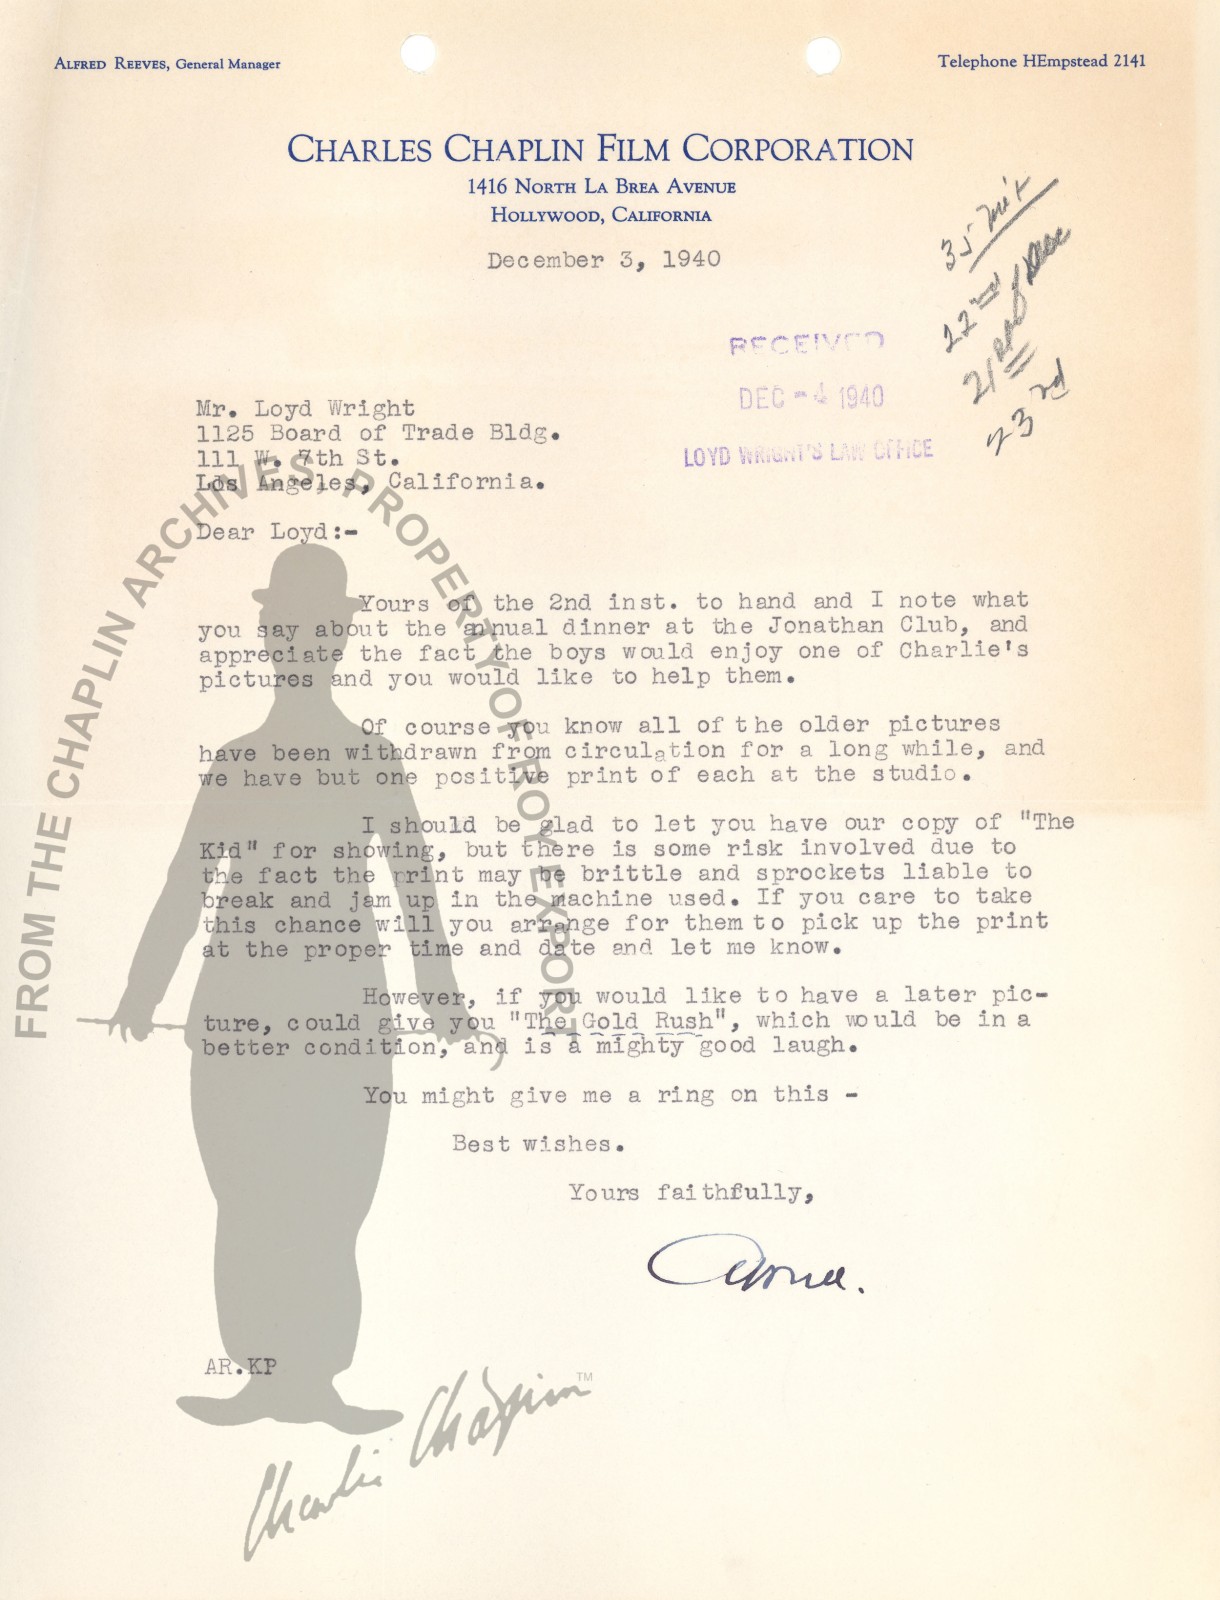 ALFRED REEVES, General Manager
Telephone HEmpstead 2141
CHARLES CHAPLIN FILM CORPORATION
1416 NORTH LA BREA AVENUE
HOLLYWOOD, CALIFORNIA
December 3, 1940
35
22nd
21
23rd
RECEIVED
DEC -4 1940
LOYD WRIGHT'S LAW OFFICE
Mr. Loyd Wright
1125 Board of Trade Bldg.
111 W. 7th St.
Los Angeles, California.
Dear Loyd:-
Yours of the 2nd inst. to hand and I note what
you say about the annual dinner at the Jonathan Club, and
appreciate the fact the boys would enjoy one of Charlie's
pictures and you would like to help them.
Of course you know all of the older pictures
have been withdrawn from circulation for a long while, and
we have but one positive print of each at the studio.
I should be glad to let you have our copy of "The
Kid" for showing, but there is some risk involved due to
the fact the print may be brittle and sprockets liable to
break and jam up in the machine used. If you care to take
this chance will you arrange for them to pick up the print
at the proper time and date and let me know.
However, if you would like to have a later pic-
ture, could give you "The Gold Rush", which would be in a
better condition, and is a mighty good laugh.
You might give me a ring on this -
Best wishes.
Yours faithfully,
AR.KP
FROM THE CHAPLIN ARCHIVES, PROPERTY OF ROY EXPORT
Charlie Chaplin™